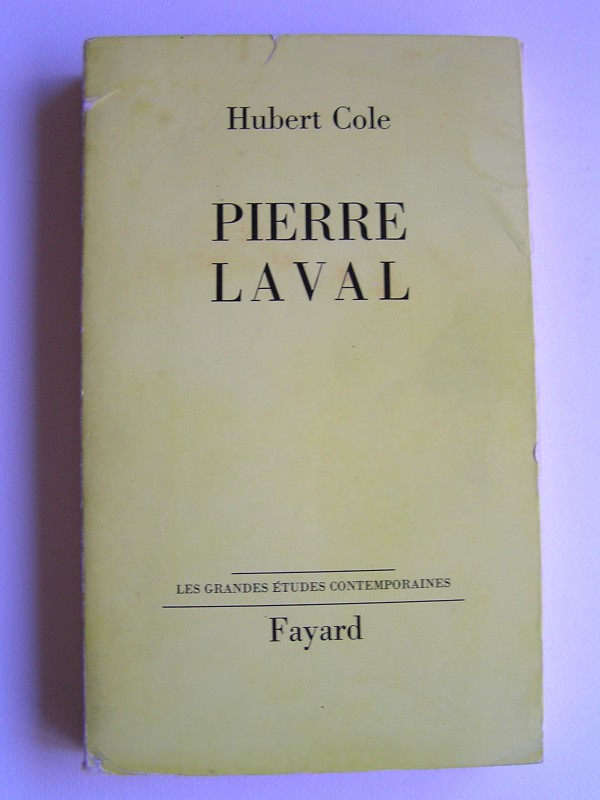 Hubert Cole
PIERRE
LAVAL
LES GRANDES ÉTUDES CONTEMPORAINES
Fayard